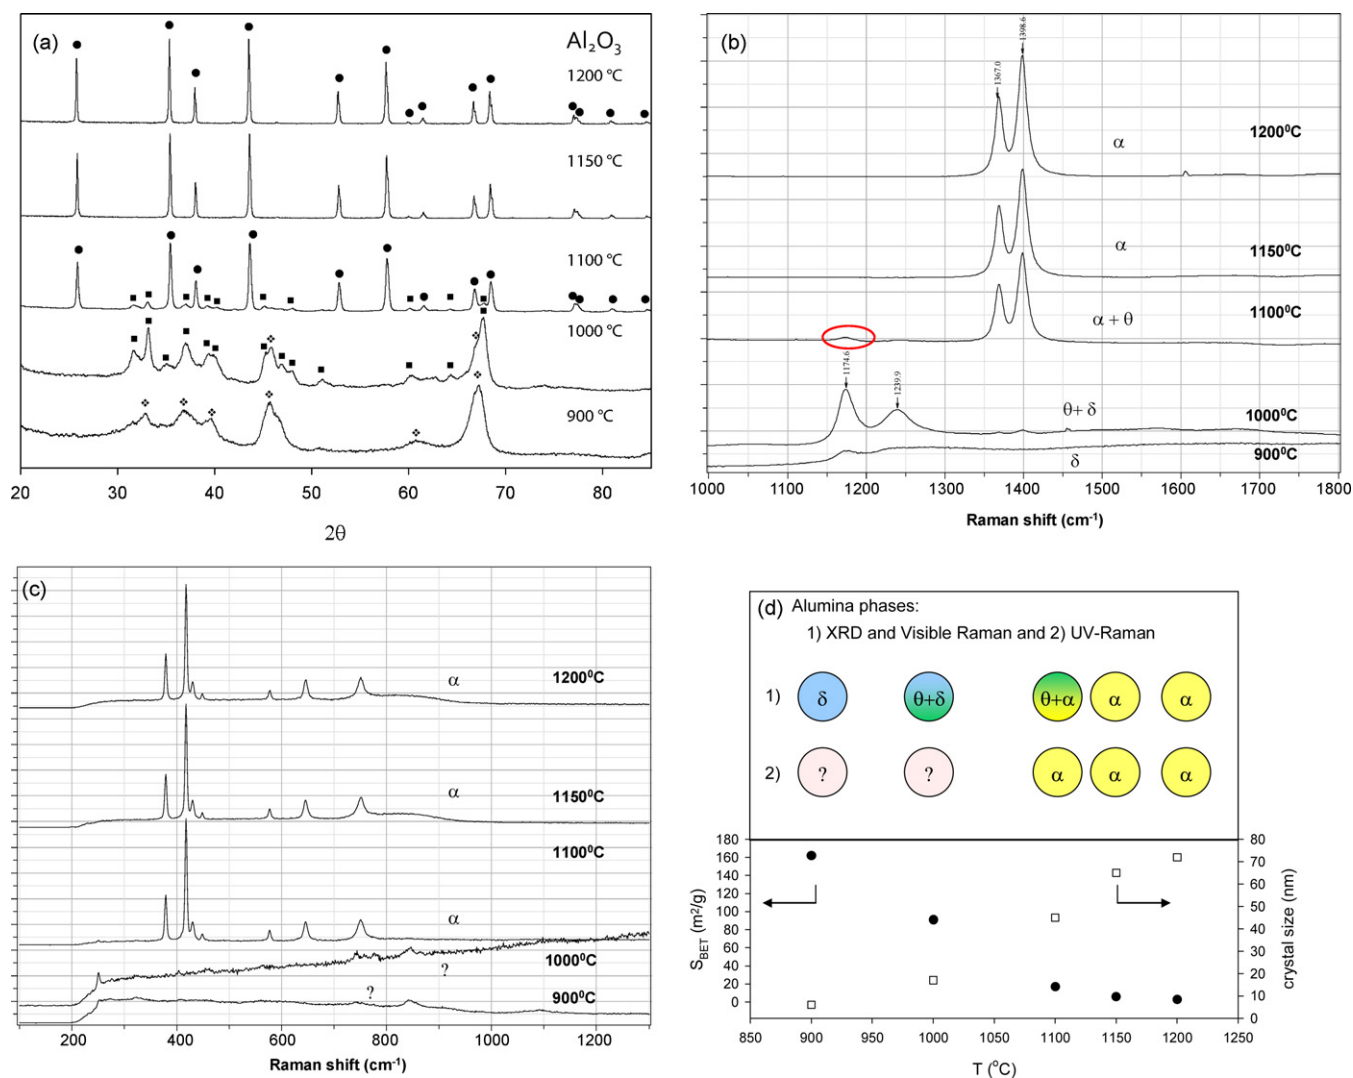 (a)
Al₂O₃
1200 °C
1150 °C
1100 °C
1000 °C
900 °C
20 30 40 50 60 70 80
2θ
(b)
1367.0
1398.6
1200⁰C
α
1150⁰C
α
1100⁰C
α + θ
1174.6
1239.9
1000⁰C
θ+ δ
900⁰C
δ
1000 1100 1200 1300 1400 1500 1600 1700 1800
Raman shift (cm⁻¹)
(c)
α
1200⁰C
α
1150⁰C
1100⁰C
α
1000⁰C
?
?
900⁰C
200 400 600 800 1000 1200
Raman shift (cm⁻¹)
(d) Alumina phases:
1) XRD and Visible Raman and 2) UV-Raman
1) δ θ+δ θ+α α α
2) ? ? α α α
180
160
140
120
100
80
60
40
20
0
S_BET (m²/g)
80
70
60
50
40
30
20
10
0
crystal size (nm)
850 900 950 1000 1050 1100 1150 1200 1250
T (°C)